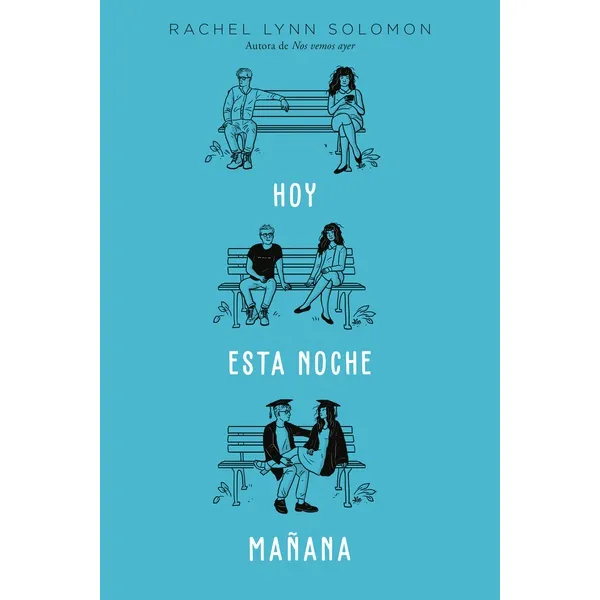 RACHEL LYNN SOLOMON
Autora de Nos vemos ayer
HOY
ESTA NOCHE
MAÑANA